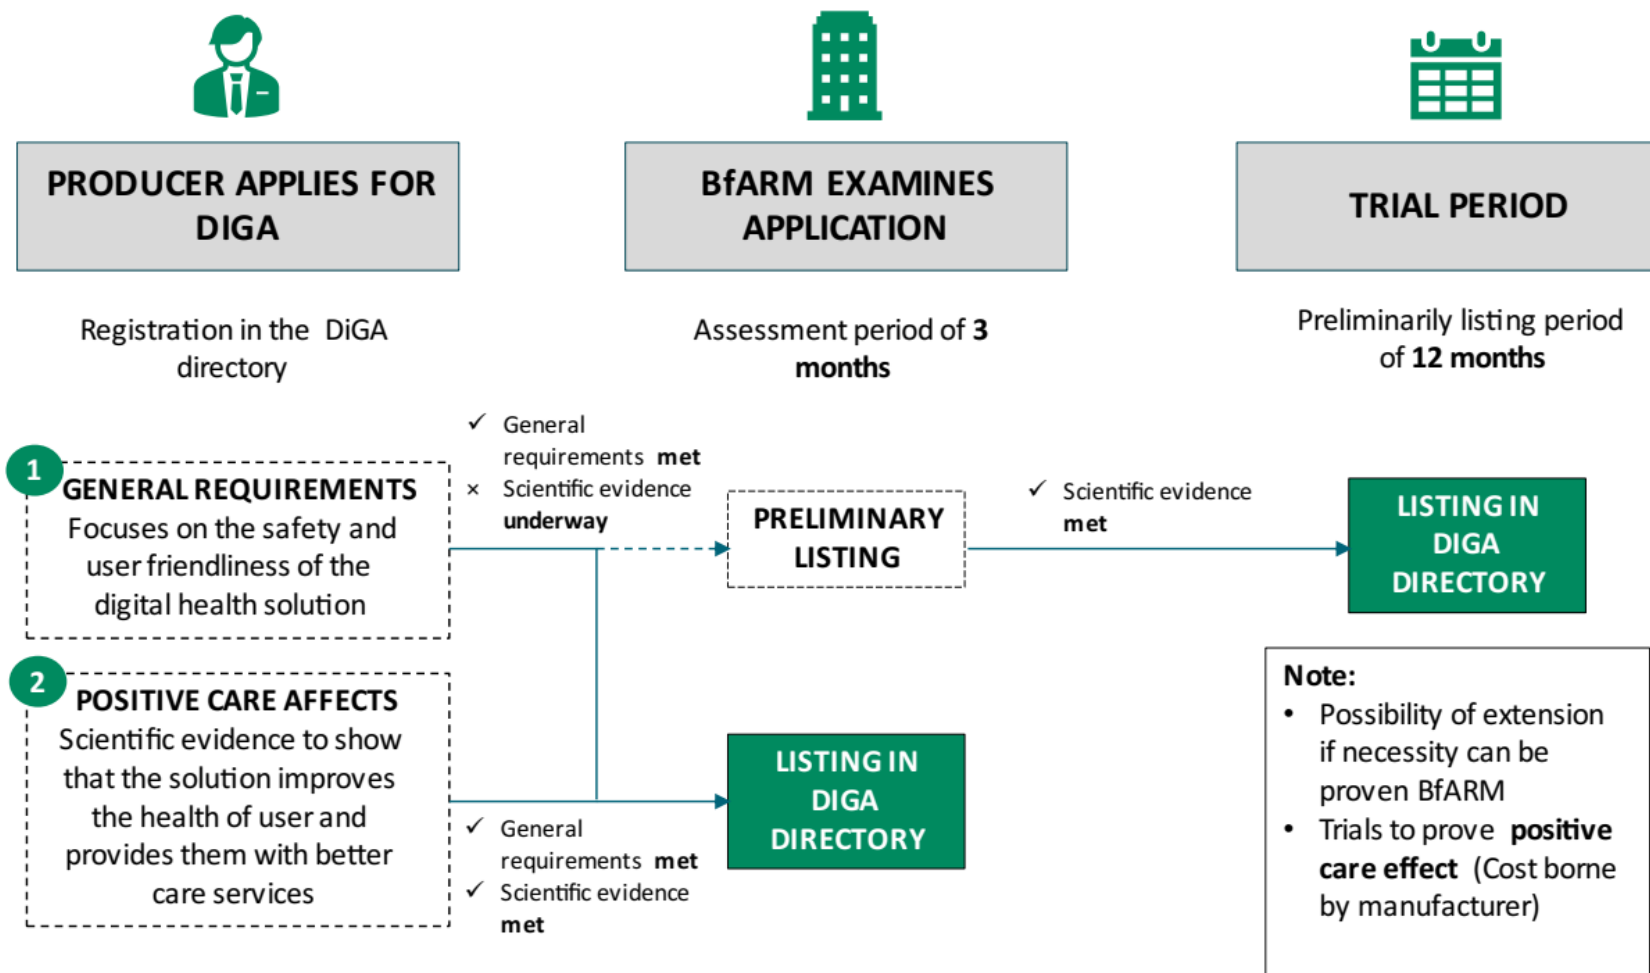 PRODUCER APPLIES FOR
DIGA
BfARM EXAMINES
APPLICATION
TRIAL PERIOD
Registration in the DiGA
directory
Assessment period of 3
months
Preliminarily listing period
of 12 months
✓ General
requirements met
× Scientific evidence
underway
1
GENERAL REQUIREMENTS
Focuses on the safety and
user friendliness of the
digital health solution
PRELIMINARY
LISTING
✓ Scientific evidence
met
LISTING IN
DIGA
DIRECTORY
2
POSITIVE CARE AFFECTS
Scientific evidence to show
that the solution improves
the health of user and
provides them with better
care services
✓ General
requirements met
✓ Scientific evidence
met
LISTING IN
DIGA
DIRECTORY
Note:
• Possibility of extension
if necessity can be
proven BfARM
• Trials to prove positive
care effect (Cost borne
by manufacturer)